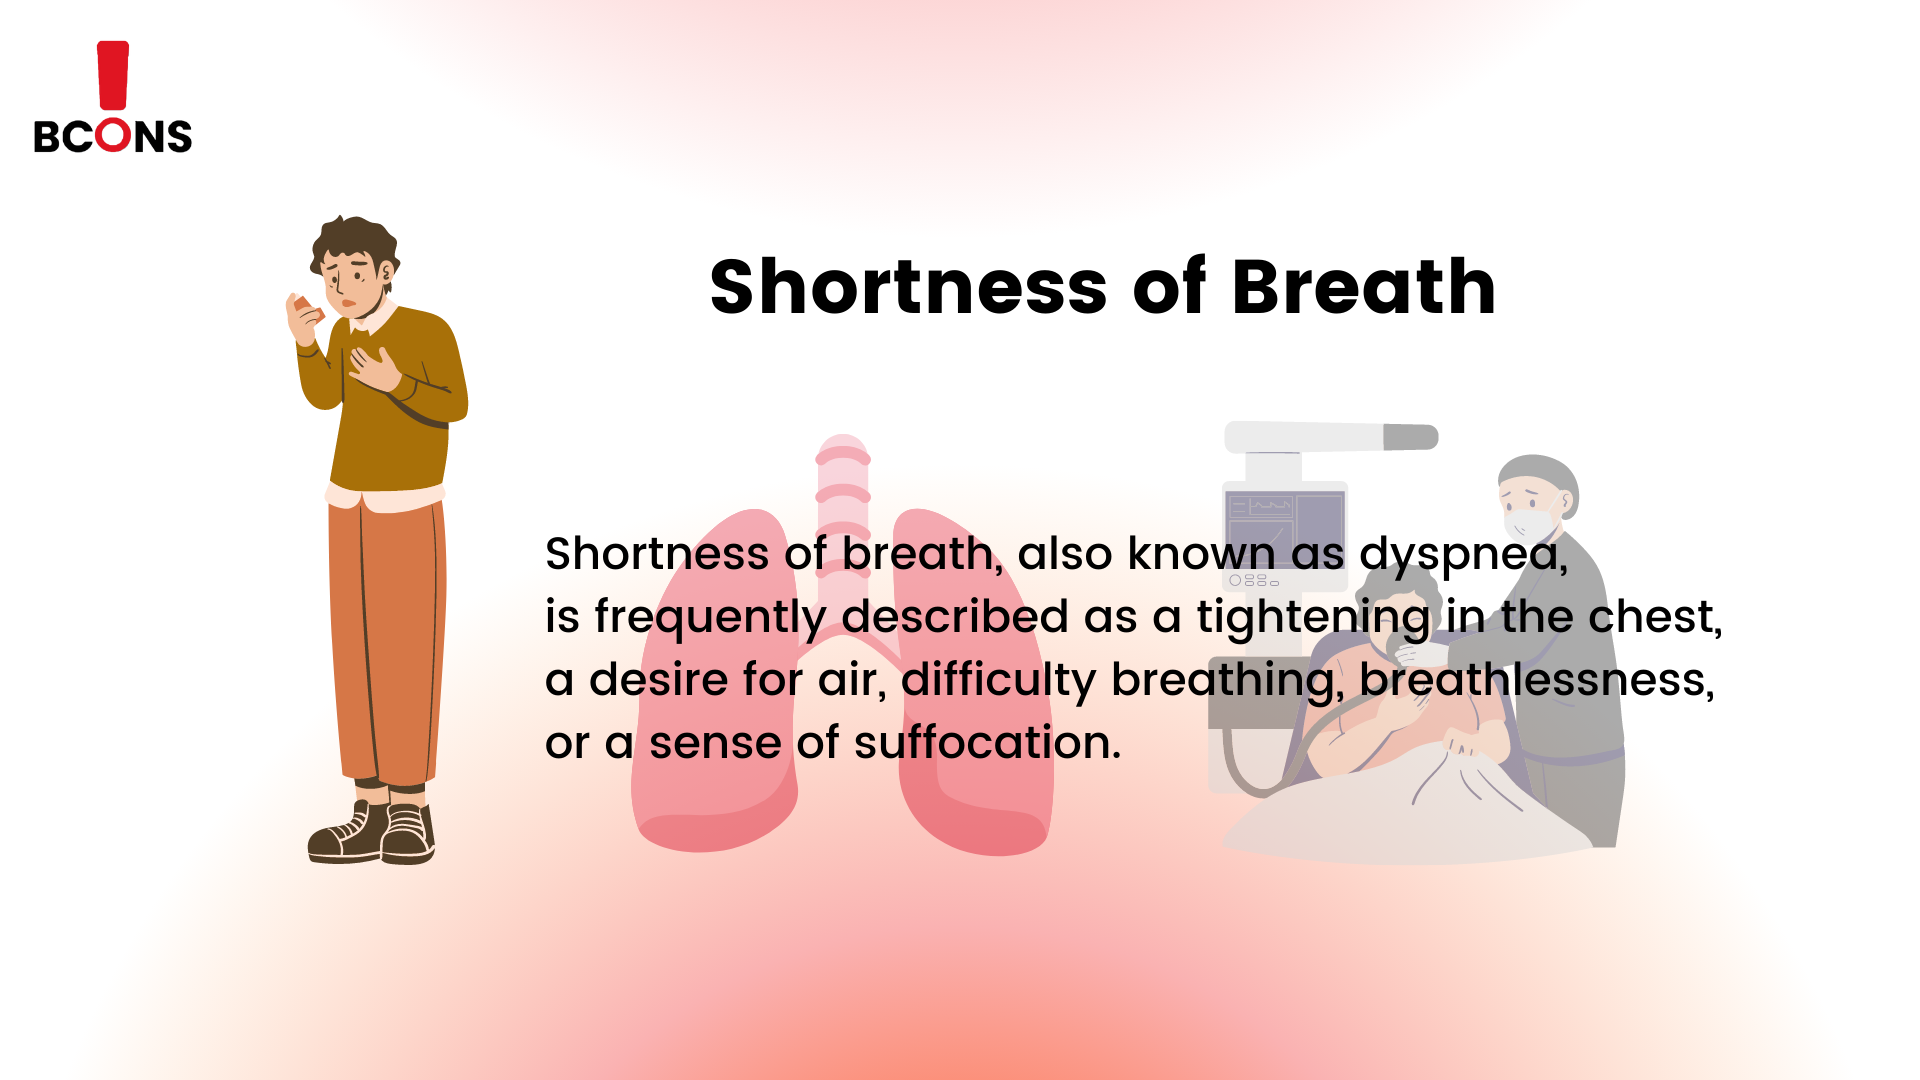 BCONS
Shortness of Breath
Shortness of breath, also known as dyspnea,
is frequently described as a tightening in the chest,
a desire for air, difficulty breathing, breathlessness,
or a sense of suffocation.